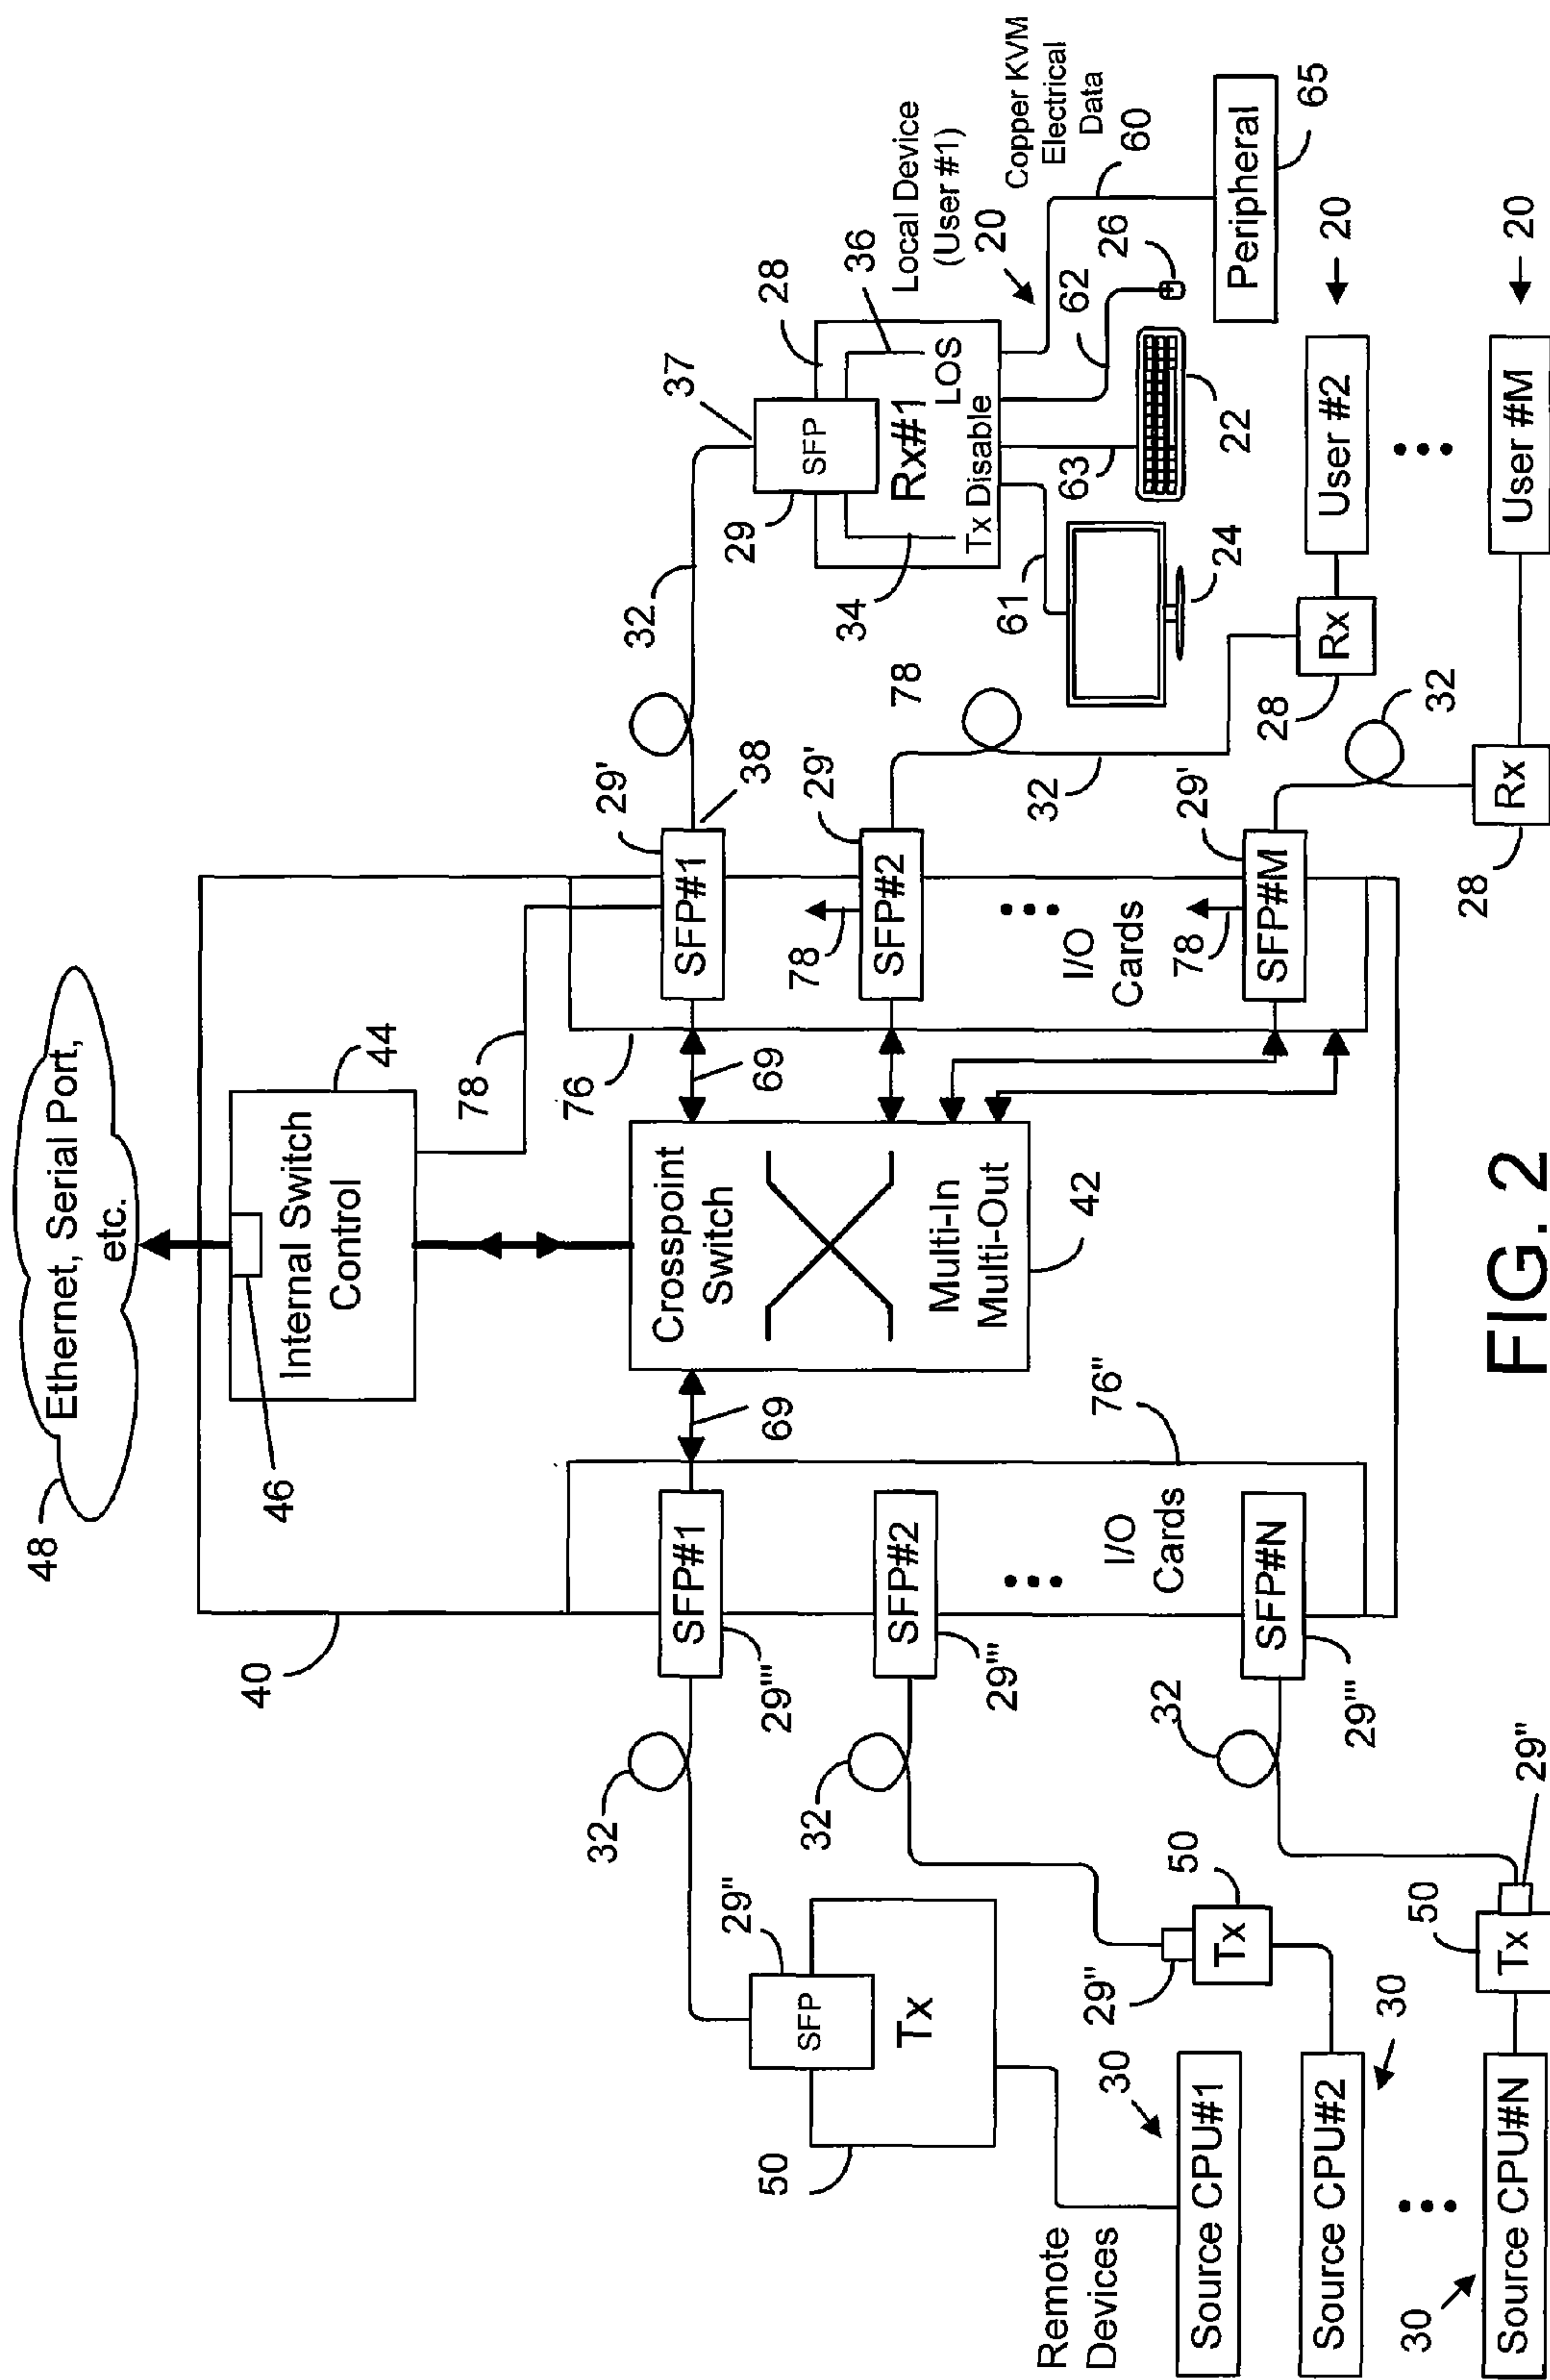 Ethernet, Serial Port,
etc.
48
46
44
Internal Switch
Control
40
78
76
Crosspoint
Switch
Multi-In
Multi-Out
42
69
69
76"
SFP#1
29'''
SFP#2
29'''
I/O
Cards
SFP#N
29'''
32
32
32
SFP
29"
Tx
50
Tx
50
29"
Tx
50
29"
Remote
Devices
30
Source CPU#1
Source CPU#2
30
Source CPU#N
30
SFP#1
29'
38
SFP#2
29'
78
78
I/O
Cards
78
SFP#M
29'
32
32
32
37
SFP
29
28
36
Rx#1
LOS
Tx Disable
34
Local Device
(User #1)
20
Copper KVM
Electrical
Data
60
61
63
62
26
24
22
Peripheral
65
Rx
28
User #2
20
Rx
28
User #M
20
FIG. 2